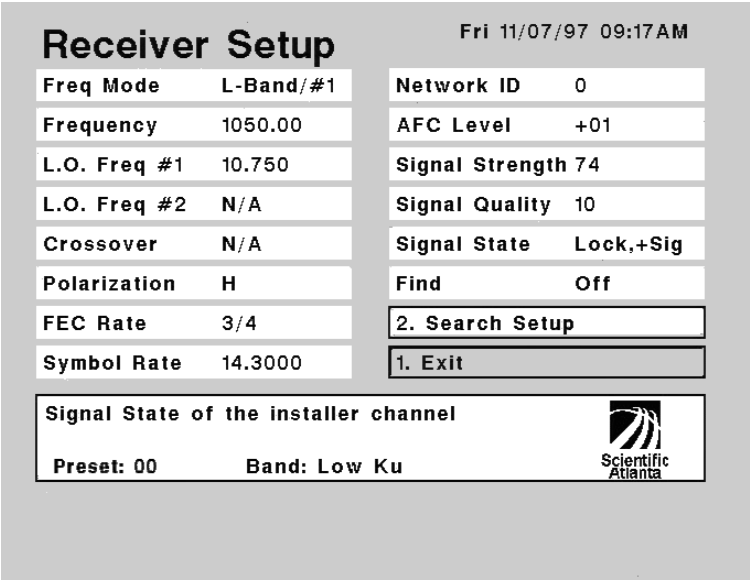 Receiver Setup
Fri 11/07/97 09:17AM
Freq Mode L-Band/#1
Frequency 1050.00
L.O. Freq #1 10.750
L.O. Freq #2 N/A
Crossover N/A
Polarization H
FEC Rate 3/4
Symbol Rate 14.3000
Network ID 0
AFC Level +01
Signal Strength 74
Signal Quality 10
Signal State Lock,+Sig
Find Off
2. Search Setup
1. Exit
Signal State of the installer channel
Preset: 00 Band: Low Ku
Scientific
Atlanta